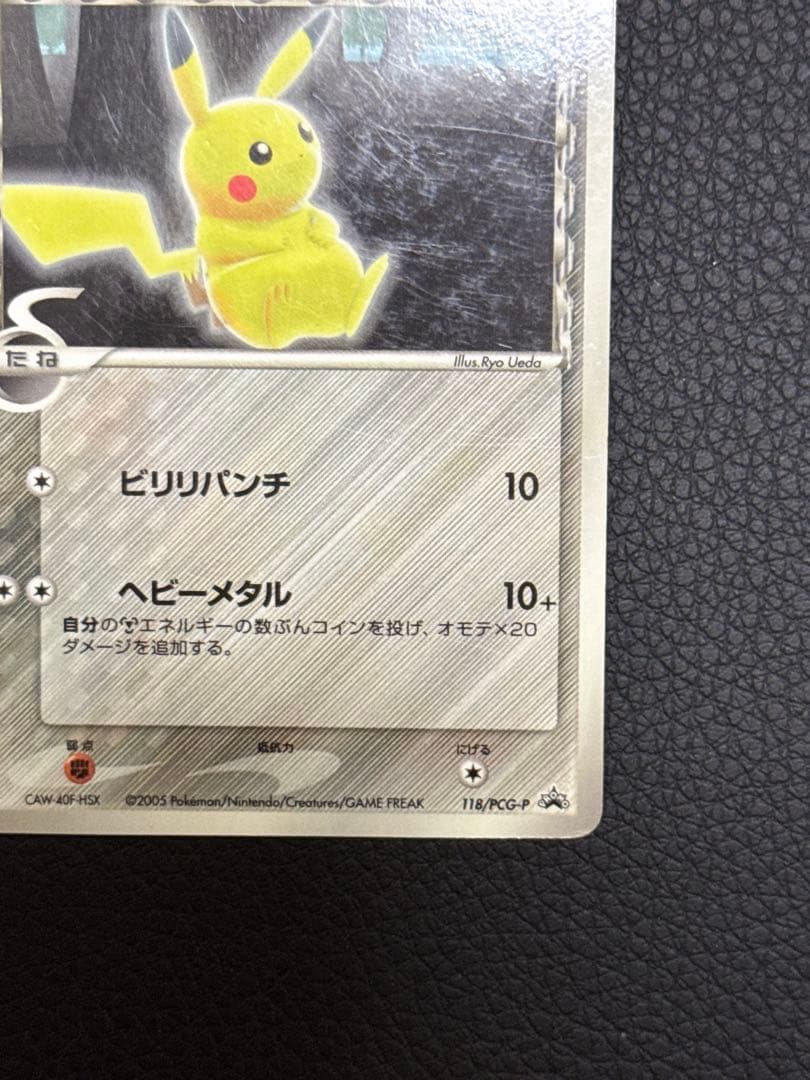 δ
たね
Illus.Ryo Ueda
ビリリパンチ 10
ヘビーメタル 10+
自分のエネルギーの数ぶんコインを投げ、オモテ×20
ダメージを追加する。
弱点 抵抗力 にげる
CAW-40F-HSX ©2005 Pokémon/Nintendo/Creatures/GAME FREAK 118/PCG-P